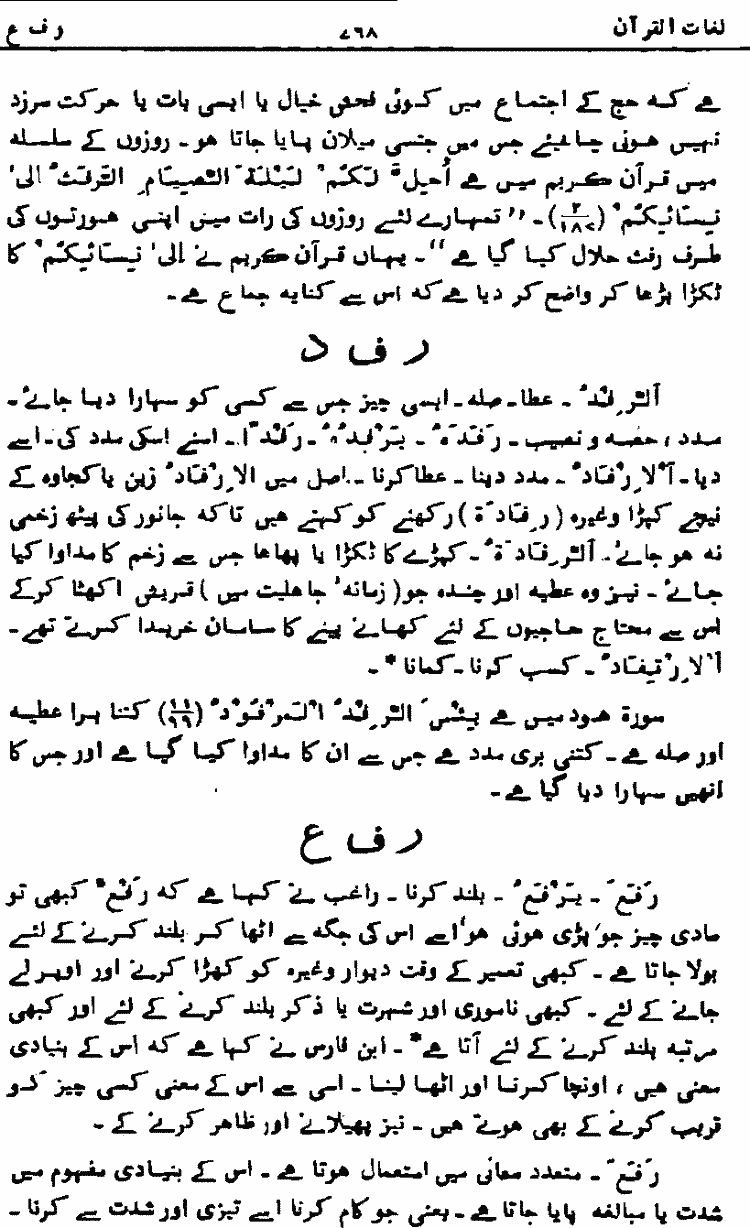 لغات القرآن ۷٦۸ ر ف ع
ہے کہ حج کے اجتماع میں کوئی فحش خیال یا ایسی بات یا حرکت سرزد
نہیں ہونی چاہیئے جس میں جنسی میلان پایا جاتا ہو۔ روزوں کے سلسلہ
میں قرآن کریم میں ہے اُحِلَّ لَکُمْ لَیْلَۃَ الصِّیَامِ الرَّفَثُ اِلٰی
نِسَائِکُمْ (۲/۱۸۷)۔ ’’ تمہارے لئے روزوں کی رات میں اپنی عورتوں کی
طرف رفث حلال کیا گیا ہے ‘‘۔ یہاں قرآن کریم نے اِلٰی نِسَائِکُمْ کا
ٹکڑا بڑھا کر واضح کر دیا ہے کہ اس سے کنایہ جماع ہے۔
ر ف د
اَلرِّفْدُ ۔ عطا۔ صلہ۔ ایسی چیز جس سے کسی کو سہارا دیا جائے۔
مدد ، حصہ و نصیب ۔ رَفَدَہٗ ۔ یَرْفِدُہٗ ۔ رَفْدًا ۔ اسنے اسکی مدد کی۔ اسے
دیا۔ اَلْاِرْفَادُ ۔ مدد دینا ۔ عطا کرنا ۔ اصل میں الْاِرْفَادُ زین یا کجاوہ کے
نیچے کپڑا وغیرہ (رِفَادَۃ) رکھنے کو کہتے ہیں تاکہ جانور کی پیٹھ زخمی
نہ ہو جائے۔ اَلرِّفَادَۃُ ۔ کپڑے کا ٹکڑا یا پھاھا جس سے زخم کا مداوا کیا
جائے ۔ نیز وہ عطیہ اور چندہ جو (زمانہٴ جاہلیت میں) قریش اکھٹا کرکے
اس سے محتاج حاجیوں کے لئے کھانے پینے کا سامان خریدا کرتے تھے۔
اَلْاِرْتِفَادُ ۔ کسب کرنا ۔ کمانا * ۔
سورۃ ہود میں ہے بِئْسَ الرِّفْدُ الْمَرْفُوْدُ (۱۱/۹۹) کتنا برا عطیہ
اور صلہ ہے۔ کتنی بری مدد ہے جس سے ان کا مداوا کیا گیا ہے اور جس کا
انھیں سہارا دیا گیا ہے۔
ر ف ع
رَفَعَ ۔ یَرْفَعُ ۔ بلند کرنا ۔ راغب نے کہا ہے کہ رَفْعٌ کبھی تو
مادی چیز جو پڑی ہوئی ہو، اسے اس کی جگہ سے اٹھا کر بلند کرنے کے لئے
بولا جاتا ہے ۔ کبھی تعمیر کے وقت دیوار وغیرہ کو کھڑا کرنے اور اوپر لے
جانے کے لئے ۔ کبھی ناموری اور شہرت یا ذکر بلند کرنے کے لئے اور کبھی
مرتبہ بلند کرنے کے لئے آتا ہے* ۔ ابن فارس نے کہا ہے کہ اس کے بنیادی
معنی ہیں ، اونچا کرنا اور اٹھا لینا ۔ اسی سے اس کے معنی کسی چیز کو
قریب کرنے کے بھی ہوتے ہیں ۔ نیز پھیلانے اور ظاہر کرنے کے ۔
رَفَعَ ۔ متعدد معانی میں استعمال ہوتا ہے ۔ اس کے بنیادی مفہوم میں
شدت یا مبالغہ پایا جاتا ہے ۔ یعنی جو کام کرنا اسے تیزی اور شدت سے کرنا ۔